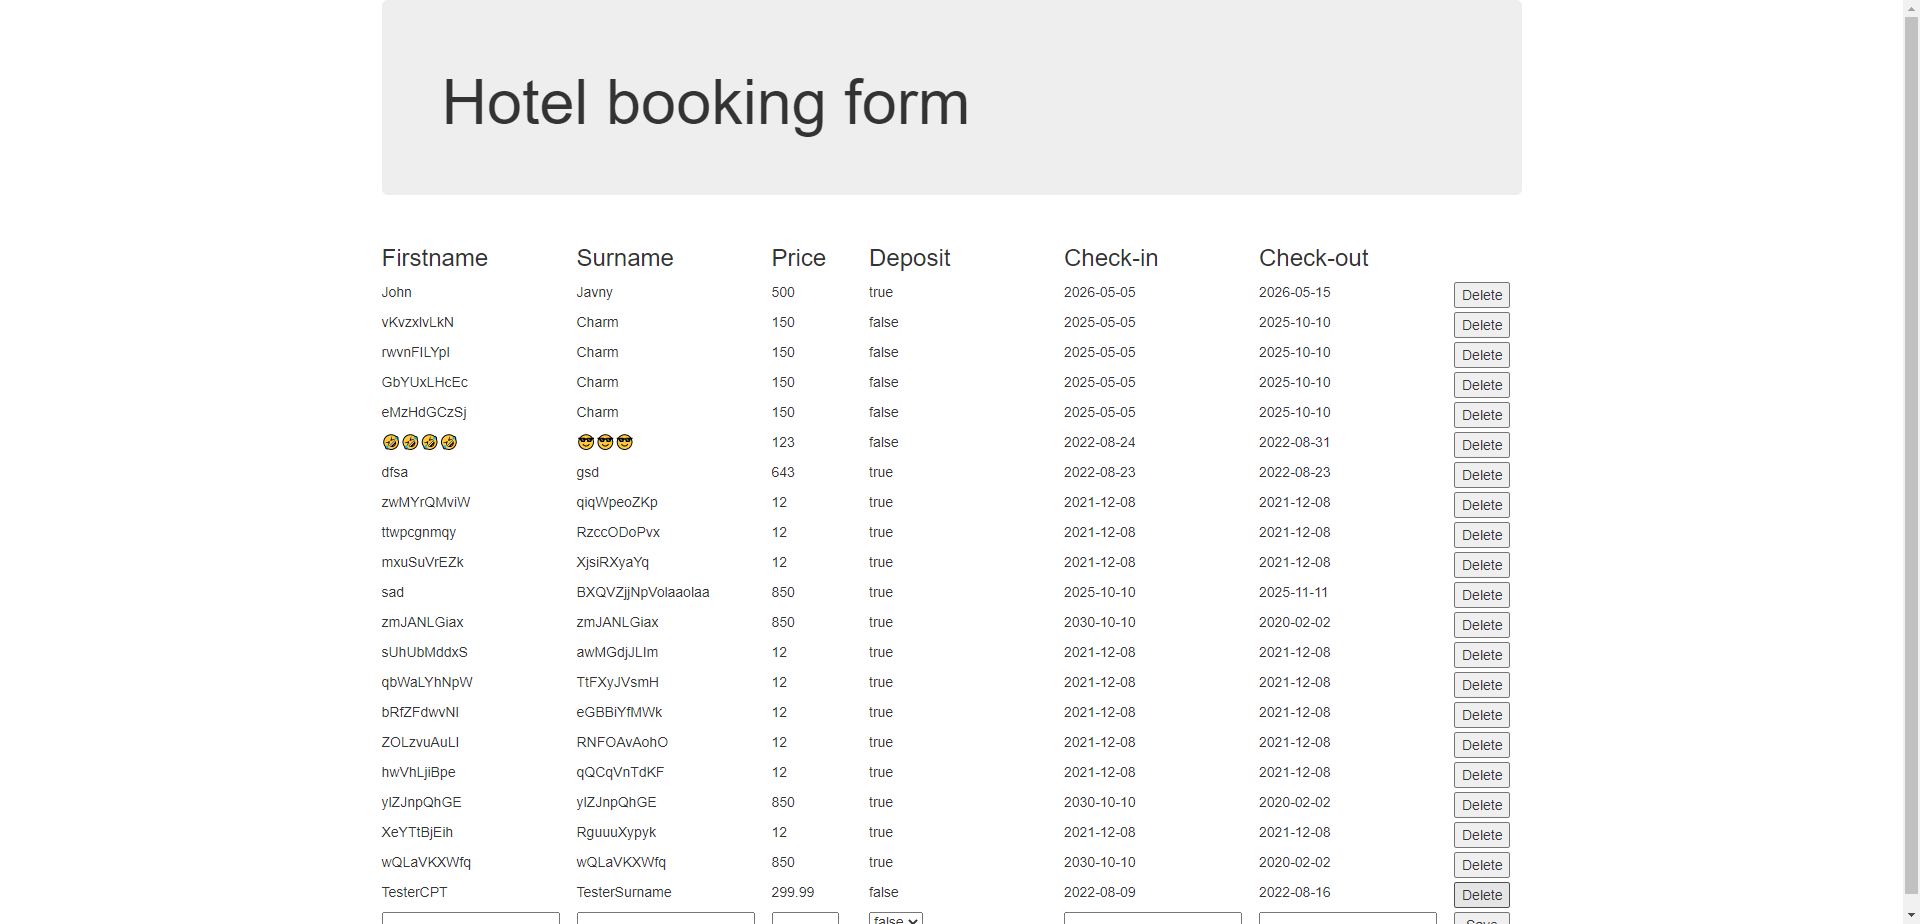 Hotel booking form
Firstname Surname Price Deposit Check-in Check-out
John Javny 500 true 2026-05-05 2026-05-15 Delete
vKvzxlvLkN Charm 150 false 2025-05-05 2025-10-10 Delete
rwvnFILYpl Charm 150 false 2025-05-05 2025-10-10 Delete
GbYUxLHcEc Charm 150 false 2025-05-05 2025-10-10 Delete
eMzHdGCzSj Charm 150 false 2025-05-05 2025-10-10 Delete
🤣🤣🤣🤣 😎😎😎 123 false 2022-08-24 2022-08-31 Delete
dfsa gsd 643 true 2022-08-23 2022-08-23 Delete
zwMYrQMviW qiqWpeoZKp 12 true 2021-12-08 2021-12-08 Delete
ttwpcgnmqy RzccODoPvx 12 true 2021-12-08 2021-12-08 Delete
mxuSuVrEZk XjsiRXyaYq 12 true 2021-12-08 2021-12-08 Delete
sad BXQVZjjNpVolaaolaa 850 true 2025-10-10 2025-11-11 Delete
zmJANLGiax zmJANLGiax 850 true 2030-10-10 2020-02-02 Delete
sUhUbMddxS awMGdjJLIm 12 true 2021-12-08 2021-12-08 Delete
qbWaLYhNpW TtFXyJVsmH 12 true 2021-12-08 2021-12-08 Delete
bRfZFdwvNl eGBBiYfMWk 12 true 2021-12-08 2021-12-08 Delete
ZOLzvuAuLI RNFOAvAohO 12 true 2021-12-08 2021-12-08 Delete
hwVhLjiBpe qQCqVnTdKF 12 true 2021-12-08 2021-12-08 Delete
ylZJnpQhGE ylZJnpQhGE 850 true 2030-10-10 2020-02-02 Delete
XeYTtBjEih RguuuXypyk 12 true 2021-12-08 2021-12-08 Delete
wQLaVKXWfq wQLaVKXWfq 850 true 2030-10-10 2020-02-02 Delete
TesterCPT TesterSurname 299.99 false 2022-08-09 2022-08-16 Delete
false Save